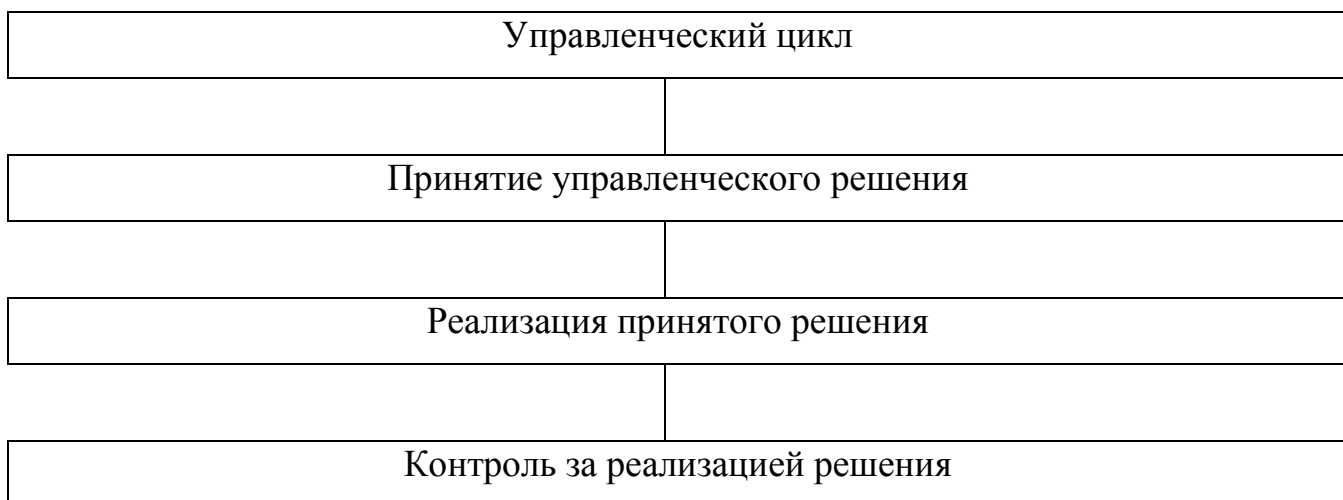 Управленческий цикл
Принятие управленческого решения
Реализация принятого решения
Контроль за реализацией решения